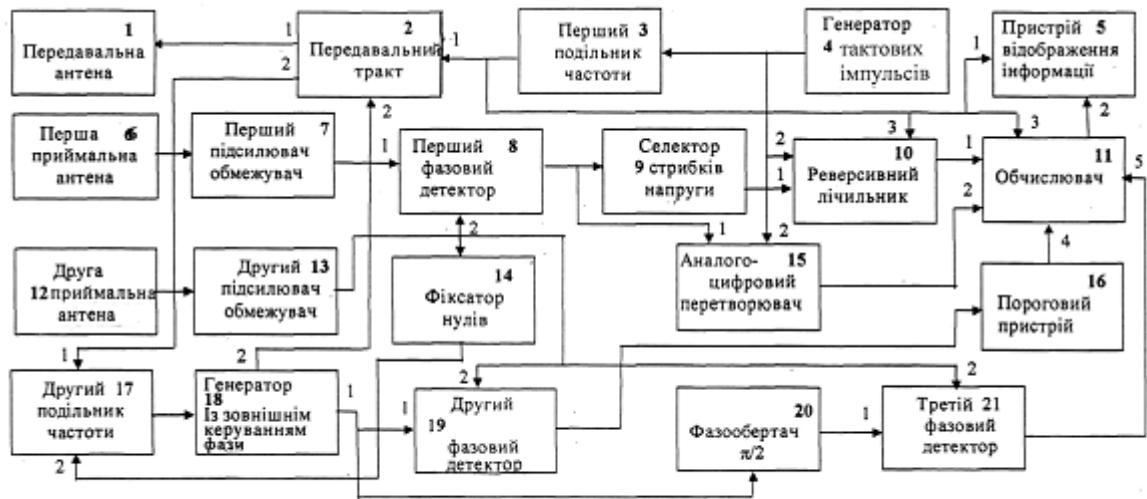 1
Передавальна
антена
2
Передавальний
тракт
Перший 3
подільник
частоти
Генератор
4 тактових
імпульсів
Пристрій 5
відображення
інформації
1
2
1
2
1
3
3
2
Перша 6
приймальна
антена
Перший 7
підсилювач
обмежувач
1
Перший 8
фазовий
детектор
Селектор
9 стрибків
напруги
2
1
10
Реверсивний
лічильник
1
2
11
Обчислювач
5
2
1
2
4
Друга
12 приймальна
антена
Другий 13
підсилювач
обмежувач
14
Фіксатор
нулів
Аналого- 15
цифровий
перетворювач
16
Пороговий
пристрій
1
2
2
2
Другий 17
подільник
частоти
2
Генератор
18
Із зовнішнім
керуванням
фази
1
1
Другий
19
фазовий
детектор
20
Фазообертач
π/2
1
Третій 21
фазовий
детектор